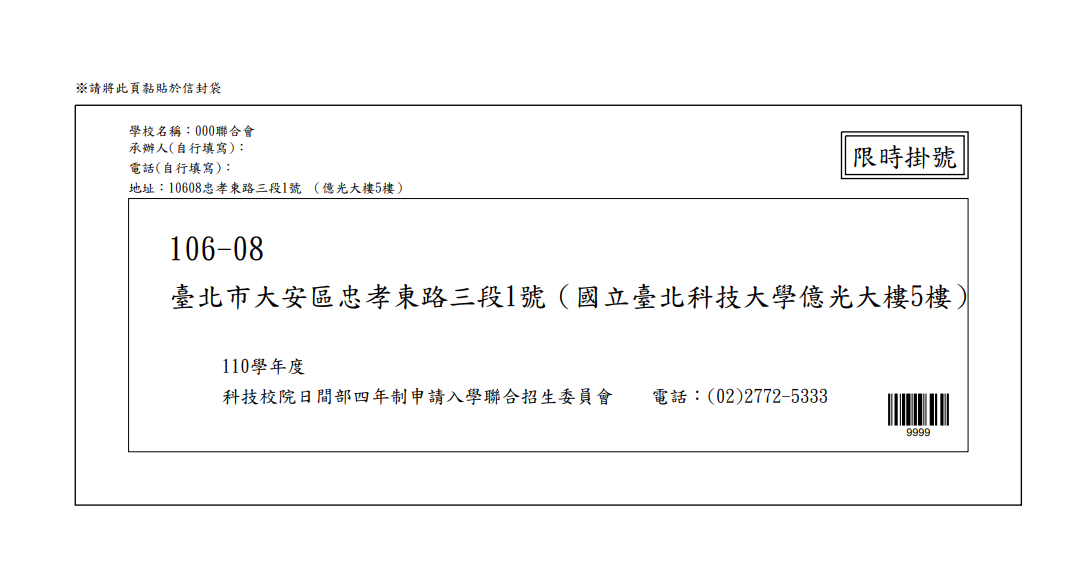 ※請將此頁黏貼於信封袋
學校名稱：000聯合會
承辦人(自行填寫)：
電話(自行填寫)：
地址：10608忠孝東路三段1號 （億光大樓5樓）
限時掛號
106-08
臺北市大安區忠孝東路三段1號（國立臺北科技大學億光大樓5樓）
110學年度
科技校院日間部四年制申請入學聯合招生委員會 電話：(02)2772-5333
9999